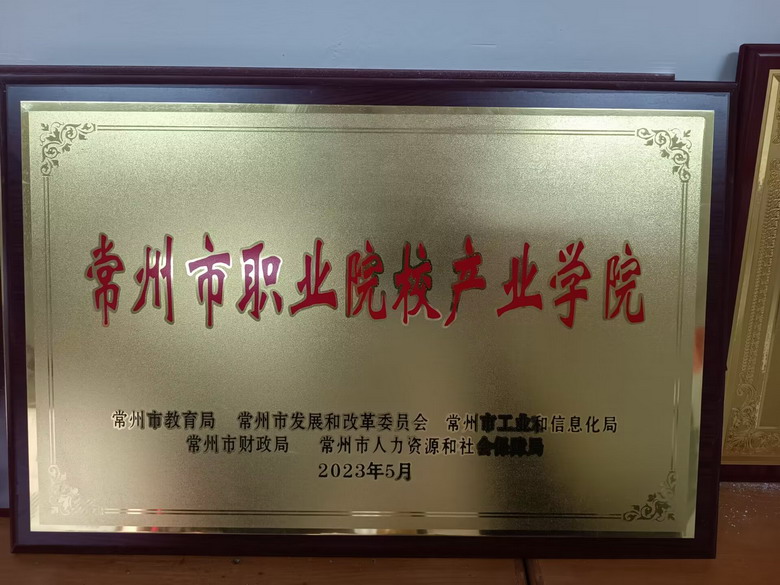 常州市职业院校产业学院
常州市教育局 常州市发展和改革委员会 常州市工业和信息化局
常州市财政局 常州市人力资源和社会保障局
2023年5月